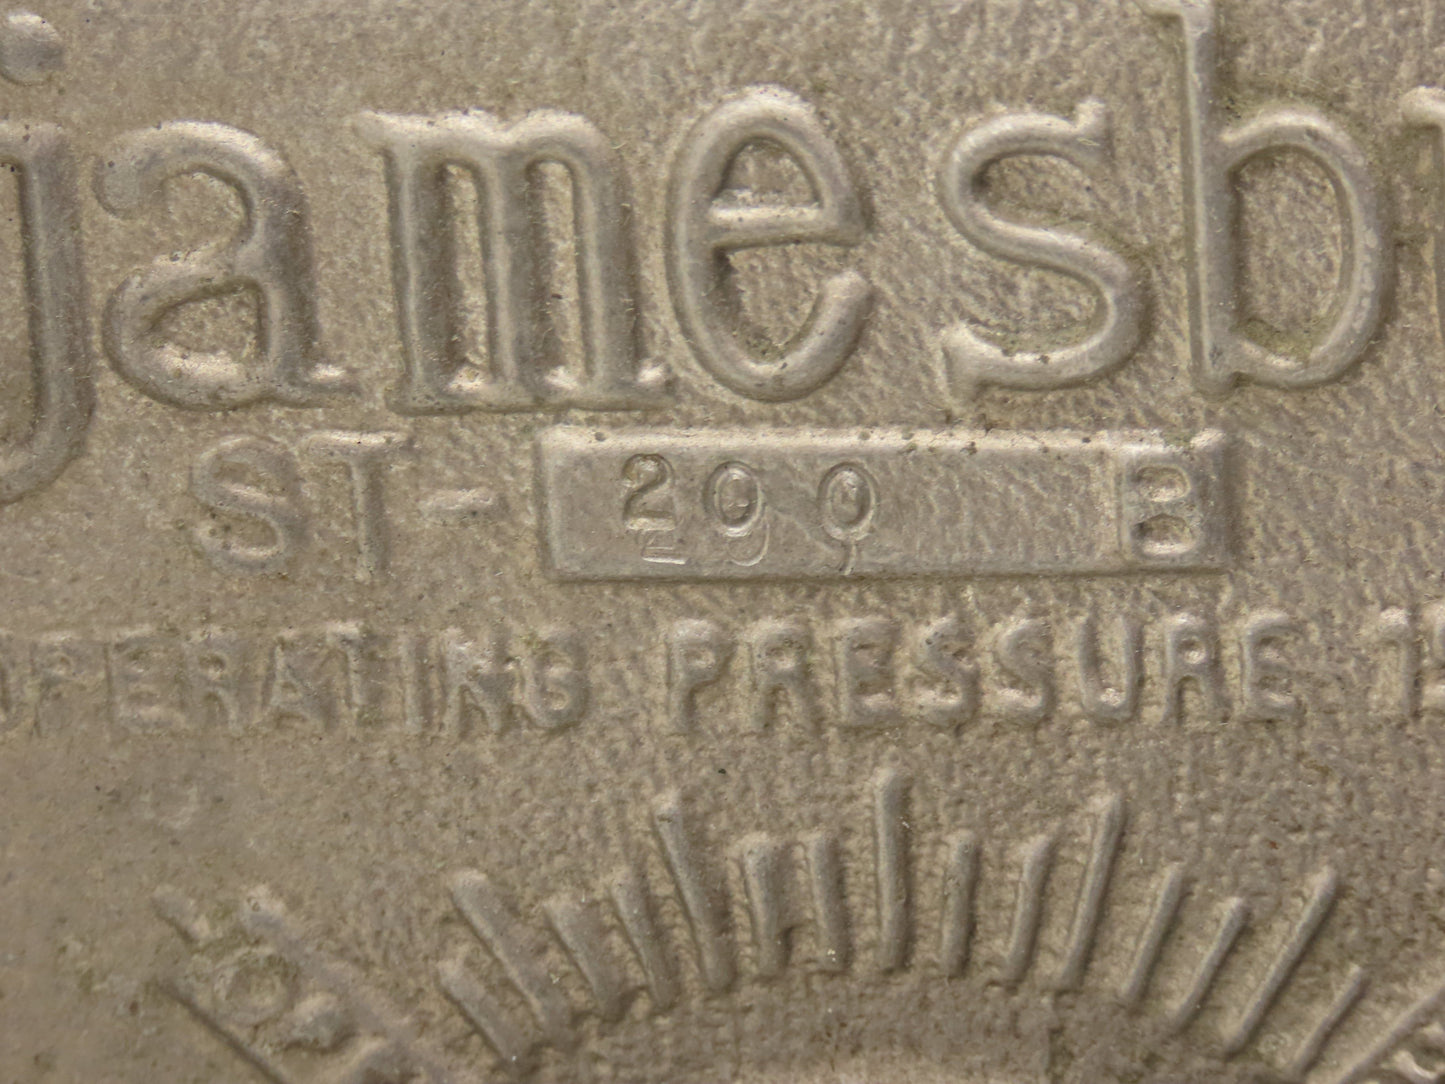 jamesb
ST-200 B
OPERATING PRESSURE